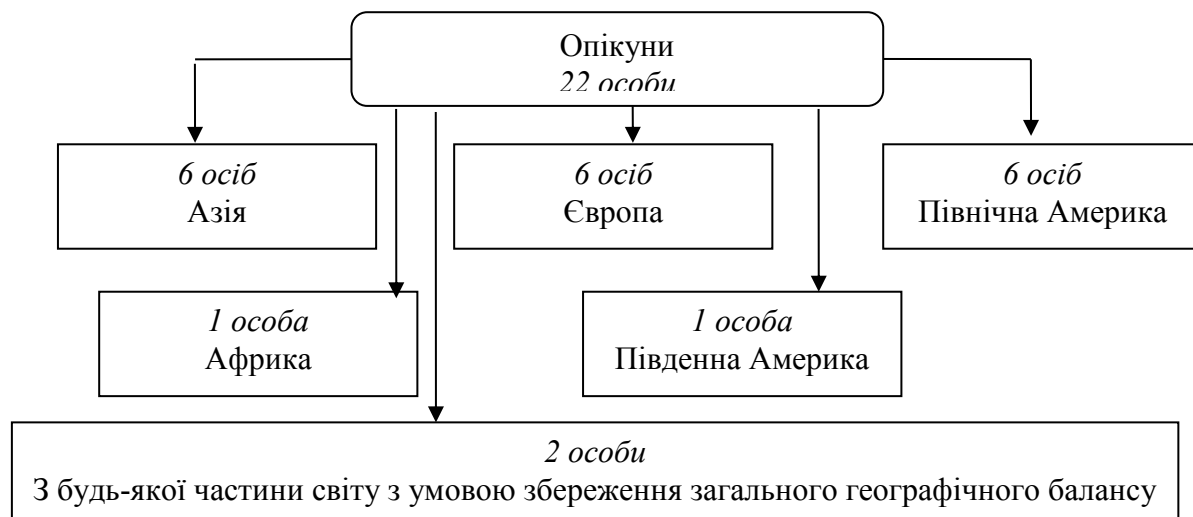 Опікуни
22 особи
6 осіб
Азія
6 осіб
Європа
6 осіб
Північна Америка
1 особа
Африка
1 особа
Південна Америка
2 особи
З будь-якої частини світу з умовою збереження загального географічного балансу